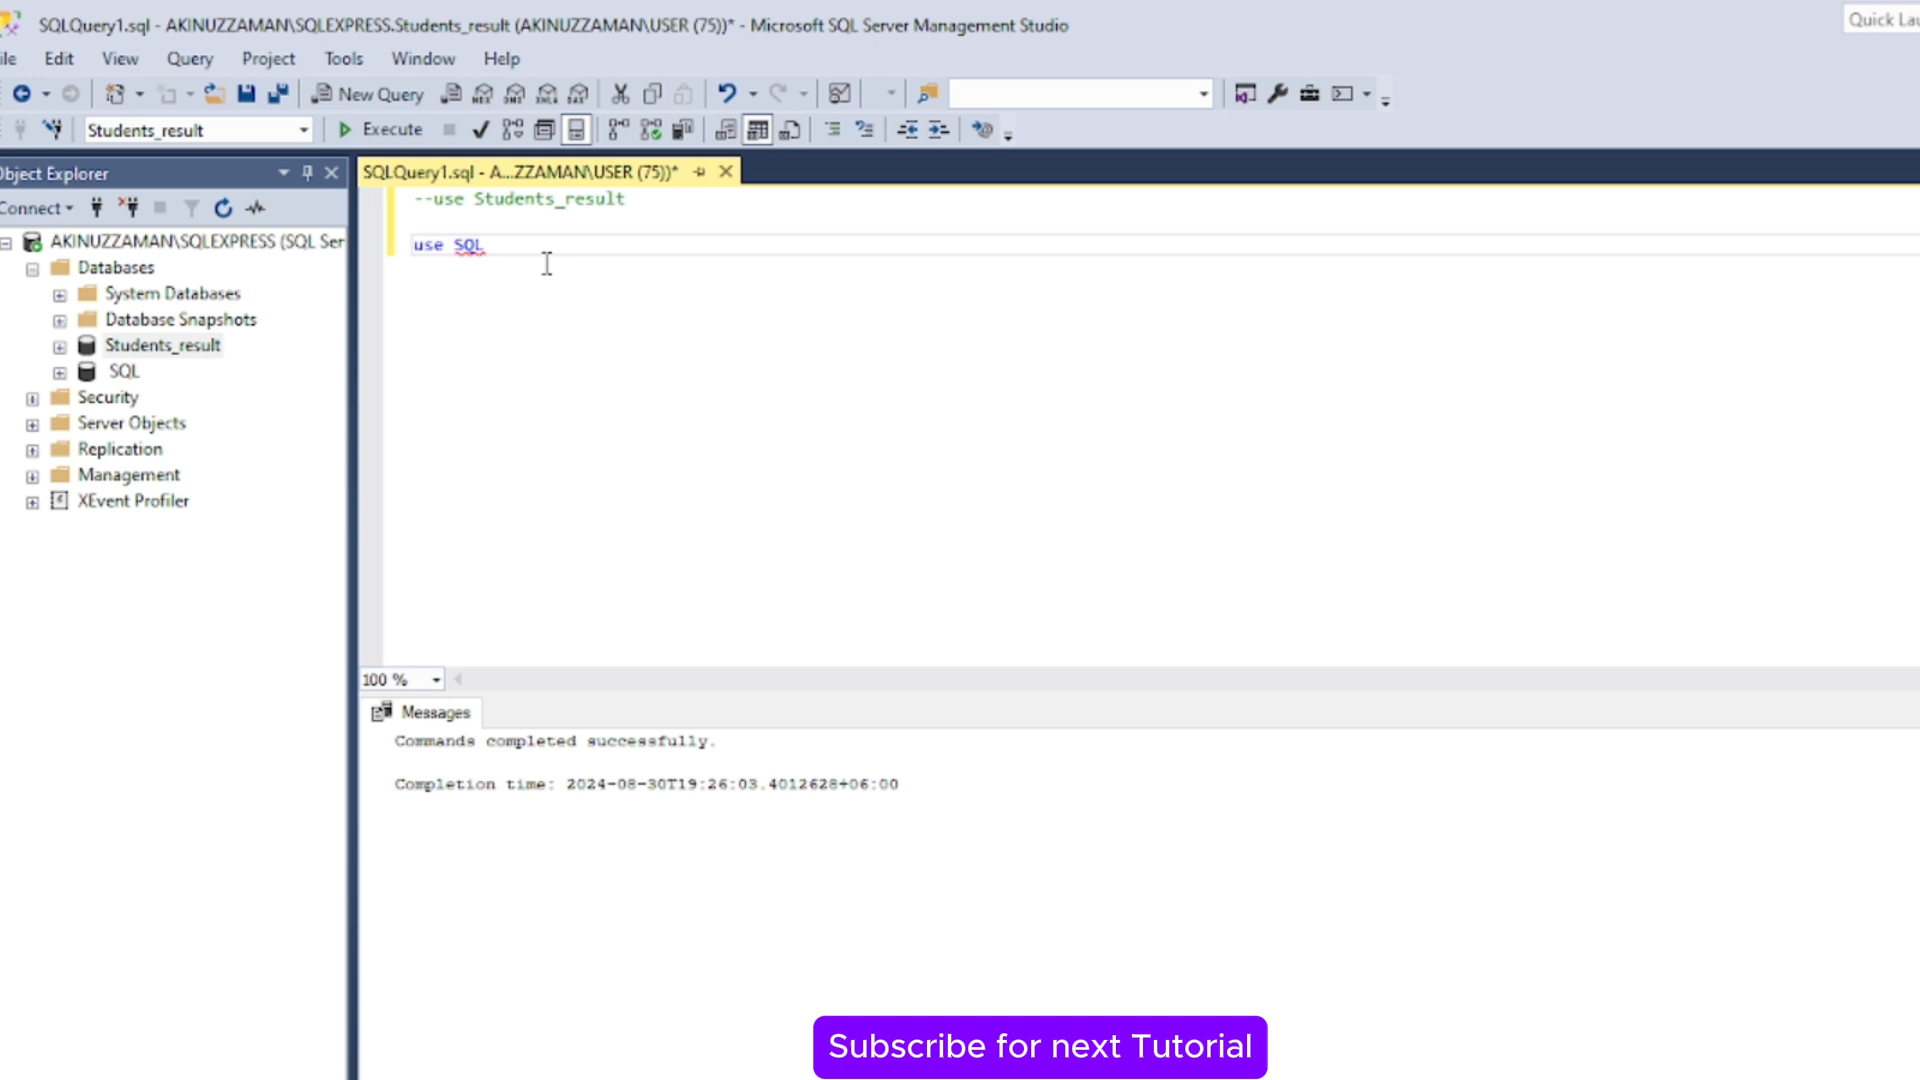 SQLQuery1.sql - AKINUZZAMAN\SQLEXPRESS.Students_result (AKINUZZAMAN\USER (75))* - Microsoft SQL Server Management Studio
Quick Lau
ile Edit View Query Project Tools Window Help
New Query
Students_result Execute
Object Explorer
SQLQuery1.sql - A...ZZAMAN\USER (75))*
Connect
--use Students_result
use SQL
AKINUZZAMAN\SQLEXPRESS (SQL Ser
Databases
System Databases
Database Snapshots
Students_result
SQL
Security
Server Objects
Replication
Management
XEvent Profiler
100 %
Messages
Commands completed successfully.
Completion time: 2024-08-30T19:26:03.4012628+06:00
Subscribe for next Tutorial